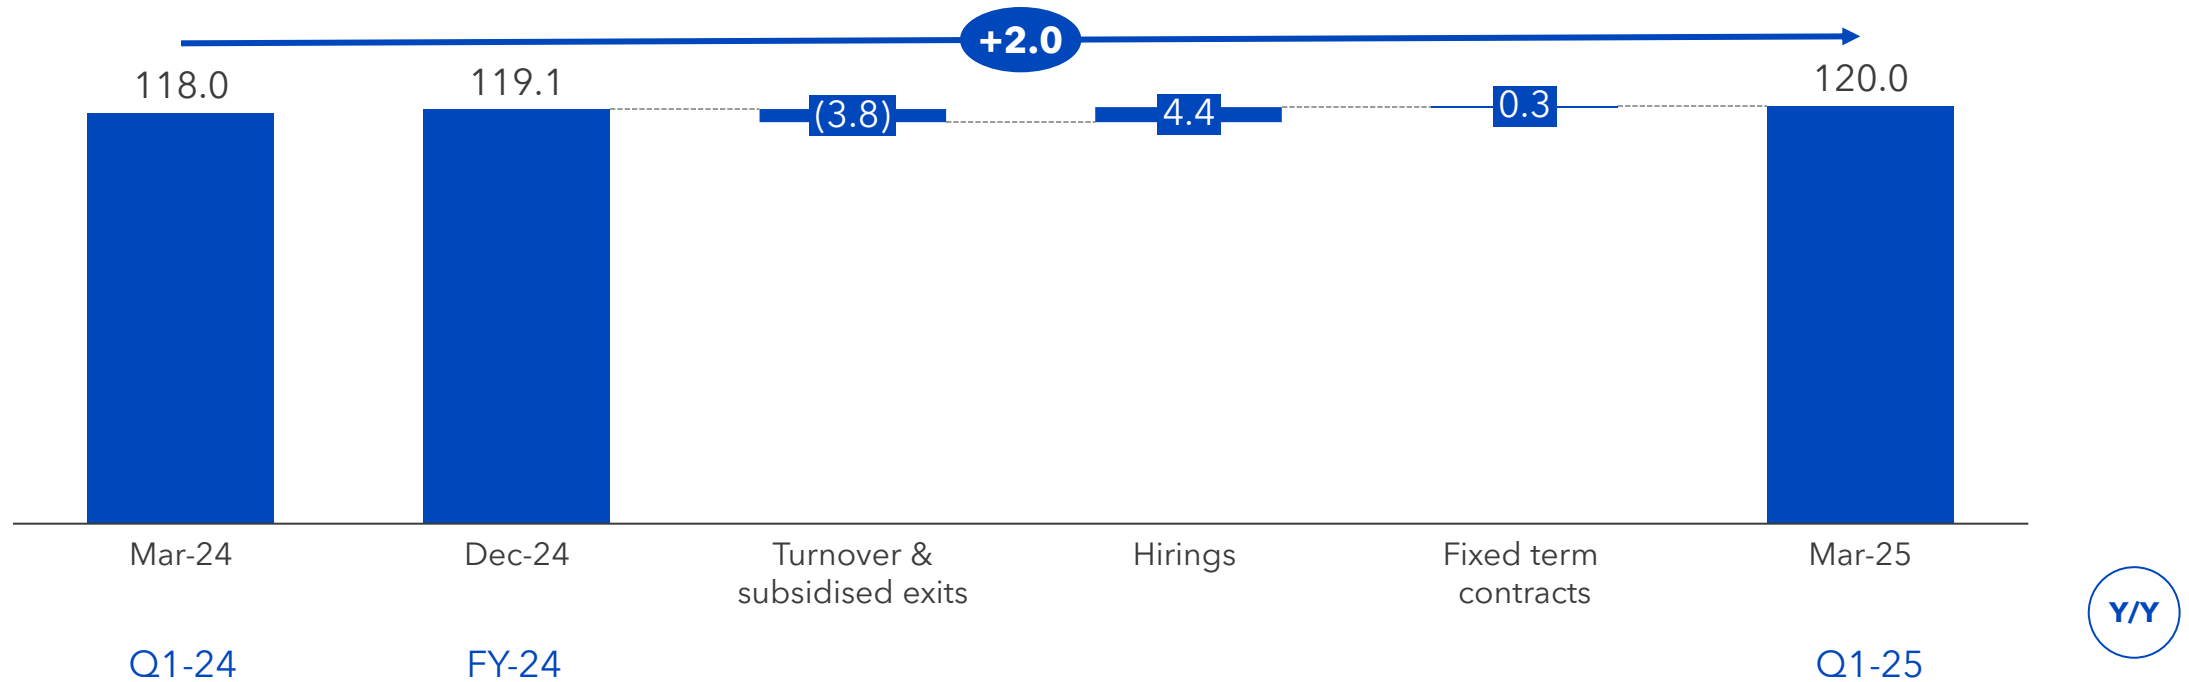 +2.0
118.0
119.1
(3.8)
4.4
0.3
120.0
Mar-24
Dec-24
Turnover &
subsidised exits
Hirings
Fixed term
contracts
Mar-25
Y/Y
Q1-24
FY-24
Q1-25